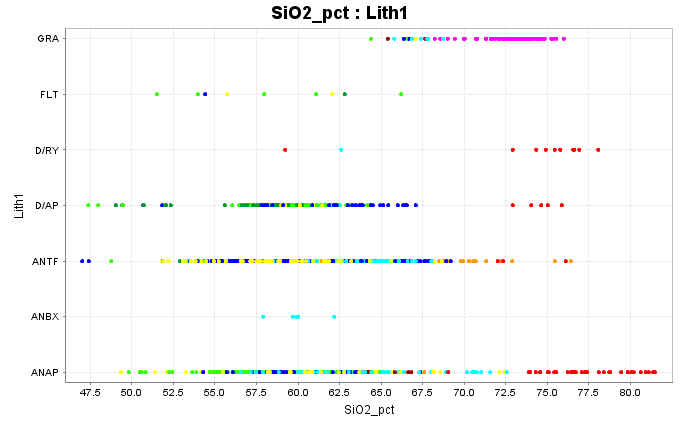 SiO2_pct : Lith1
GRA
FLT
D/RY
D/AP
ANTF
ANBX
ANAP
Lith1
47.5 50.0 52.5 55.0 57.5 60.0 62.5 65.0 67.5 70.0 72.5 75.0 77.5 80.0
SiO2_pct